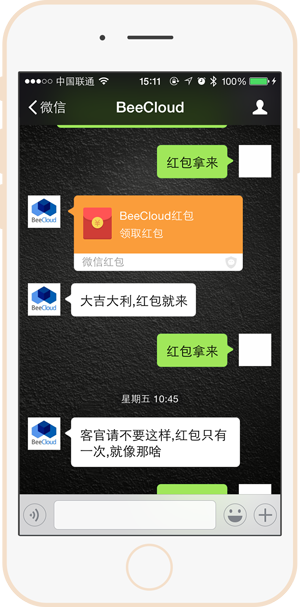 中国联通 15:11 100%
微信 BeeCloud
红包拿来
BeeCloud红包
领取红包
BeeCloud
微信红包
大吉大利,红包就来
BeeCloud
红包拿来
星期五 10:45
客官请不要这样,红包只有
一次,就像那啥
BeeCloud